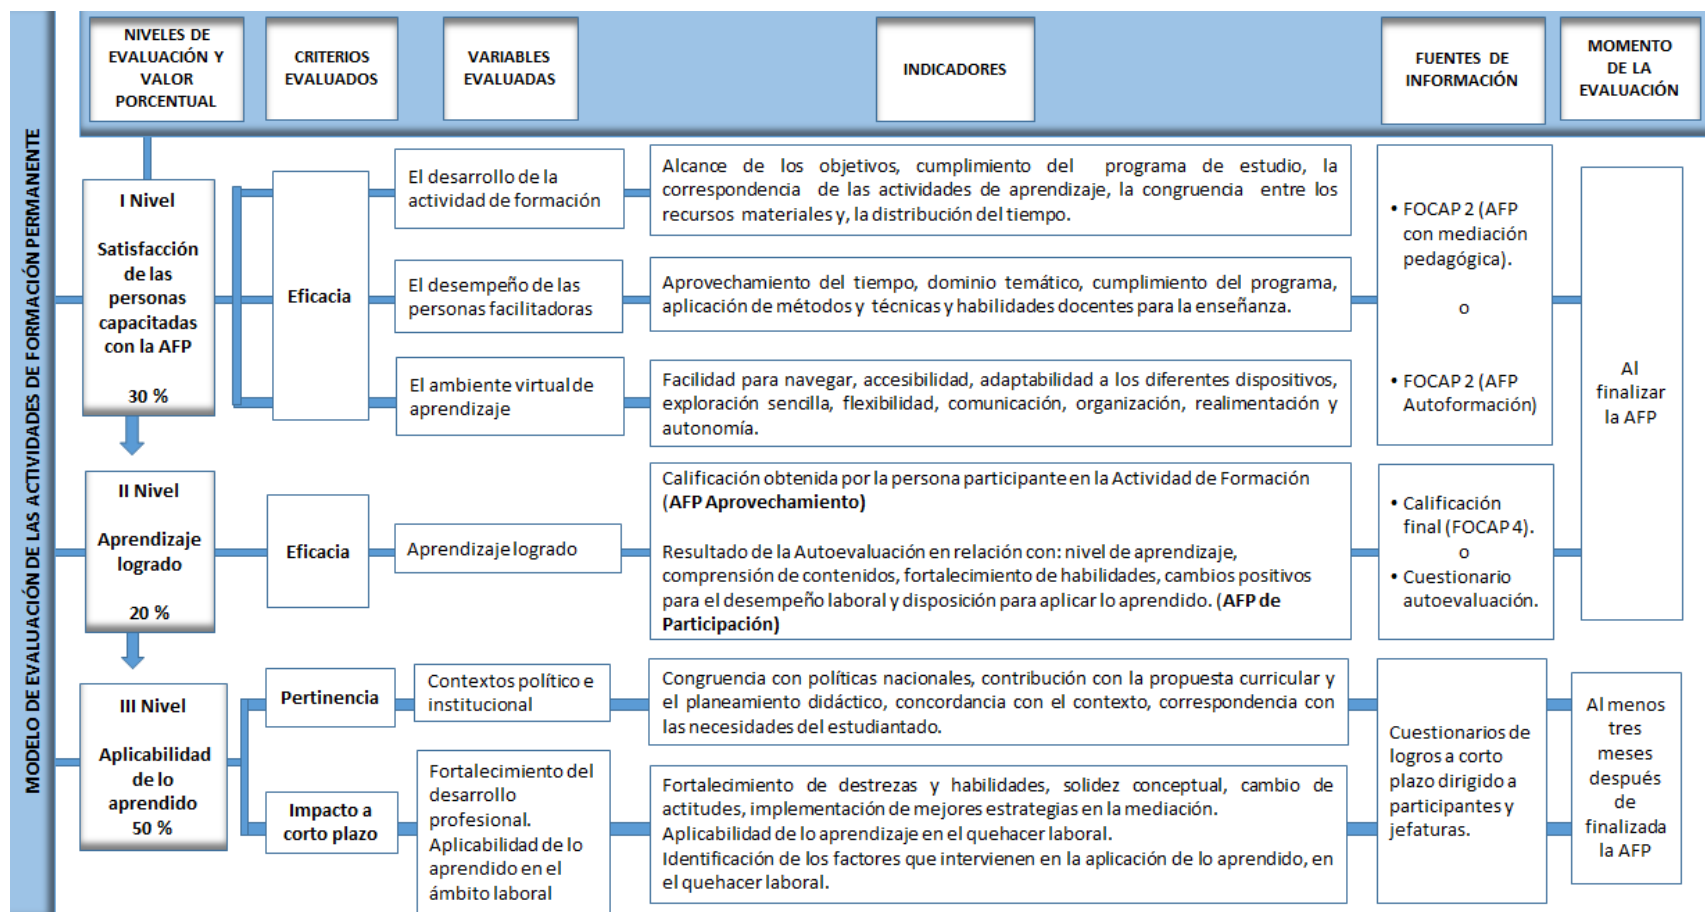 MODELO DE EVALUACIÓN DE LAS ACTIVIDADES DE FORMACIÓN PERMANENTE
NIVELES DE
EVALUACIÓN Y
VALOR
PORCENTUAL
CRITERIOS
EVALUADOS
VARIABLES
EVALUADAS
INDICADORES
FUENTES DE
INFORMACIÓN
MOMENTO
DE LA
EVALUACIÓN
I Nivel
Satisfacción
de las
personas
capacitadas
con la AFP
30 %
Eficacia
El desarrollo de la
actividad de formación
Alcance de los objetivos, cumplimiento del programa de estudio, la
correspondencia de las actividades de aprendizaje, la congruencia entre los
recursos materiales y, la distribución del tiempo.
El desempeño de las
personas facilitadoras
Aprovechamiento del tiempo, dominio temático, cumplimiento del programa,
aplicación de métodos y técnicas y habilidades docentes para la enseñanza.
El ambiente virtual de
aprendizaje
Facilidad para navegar, accesibilidad, adaptabilidad a los diferentes dispositivos,
exploración sencilla, flexibilidad, comunicación, organización, realimentación y
autonomía.
• FOCAP 2 (AFP
con mediación
pedagógica).
o
• FOCAP 2 (AFP
Autoformación)
Al
finalizar
la AFP
II Nivel
Aprendizaje
logrado
20 %
Eficacia
Aprendizaje logrado
Calificación obtenida por la persona participante en la Actividad de Formación
(AFP Aprovechamiento)
Resultado de la Autoevaluación en relación con: nivel de aprendizaje,
comprensión de contenidos, fortalecimiento de habilidades, cambios positivos
para el desempeño laboral y disposición para aplicar lo aprendido. (AFP de
Participación)
• Calificación
final (FOCAP 4).
o
• Cuestionario
autoevaluación.
III Nivel
Aplicabilidad
de lo
aprendido
50 %
Pertinencia
Contextos político e
institucional
Congruencia con políticas nacionales, contribución con la propuesta curricular y
el planeamiento didáctico, concordancia con el contexto, correspondencia con
las necesidades del estudiantado.
Impacto a
corto plazo
Fortalecimiento del
desarrollo
profesional.
Aplicabilidad de lo
aprendido en el
ámbito laboral
Fortalecimiento de destrezas y habilidades, solidez conceptual, cambio de
actitudes, implementación de mejores estrategias en la mediación.
Aplicabilidad de lo aprendizaje en el quehacer laboral.
Identificación de los factores que intervienen en la aplicación de lo aprendido, en
el quehacer laboral.
Cuestionarios de
logros a corto
plazo dirigido a
participantes y
jefaturas.
Al menos
tres
meses
después
de
finalizada
la AFP